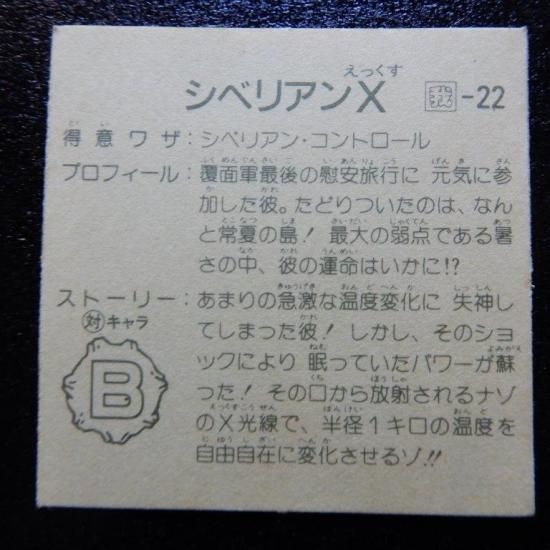 シベリアンX -22
得意ワザ：シベリアン・コントロール
プロフィール：覆面軍最後の慰安旅行に 元気に参
加した彼。たどりついたのは、なん
と常夏の島！ 最大の弱点である暑
さの中、彼の運命はいかに!?
ストーリー：あまりの急激な温度変化に 失神し
てしまった彼！ しかし、そのショ
ックにより 眠っていたパワーが蘇
った！ その口から放射されるナゾ
のX光線で、半径1キロの温度を
自由自在に変化させるゾ!!
対キャラ
B